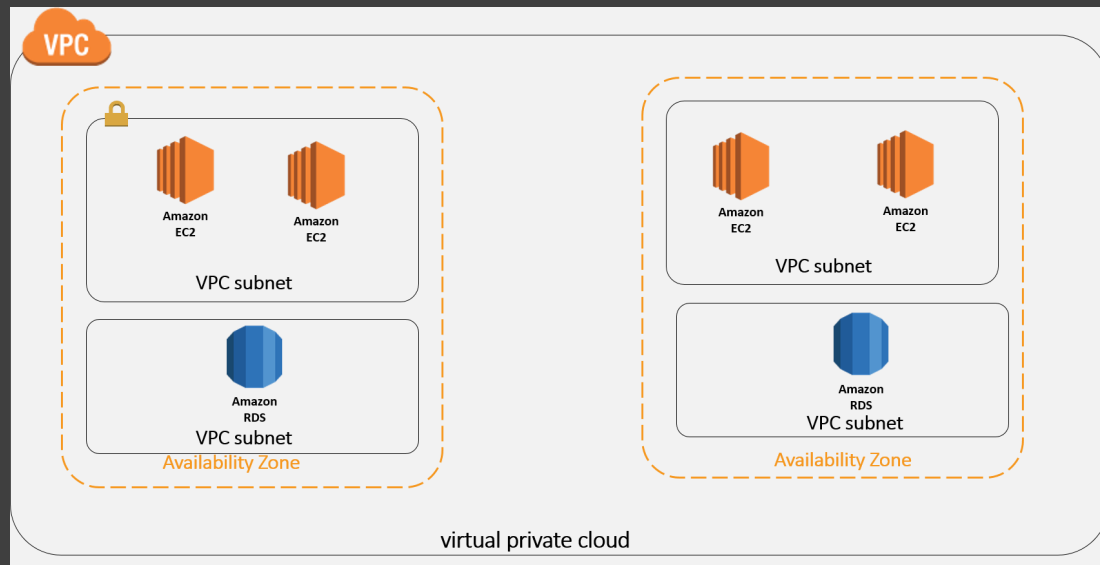 VPC
Amazon
EC2
Amazon
EC2
VPC subnet
Amazon
RDS
VPC subnet
Availability Zone
Amazon
EC2
Amazon
EC2
VPC subnet
Amazon
RDS
VPC subnet
Availability Zone
virtual private cloud